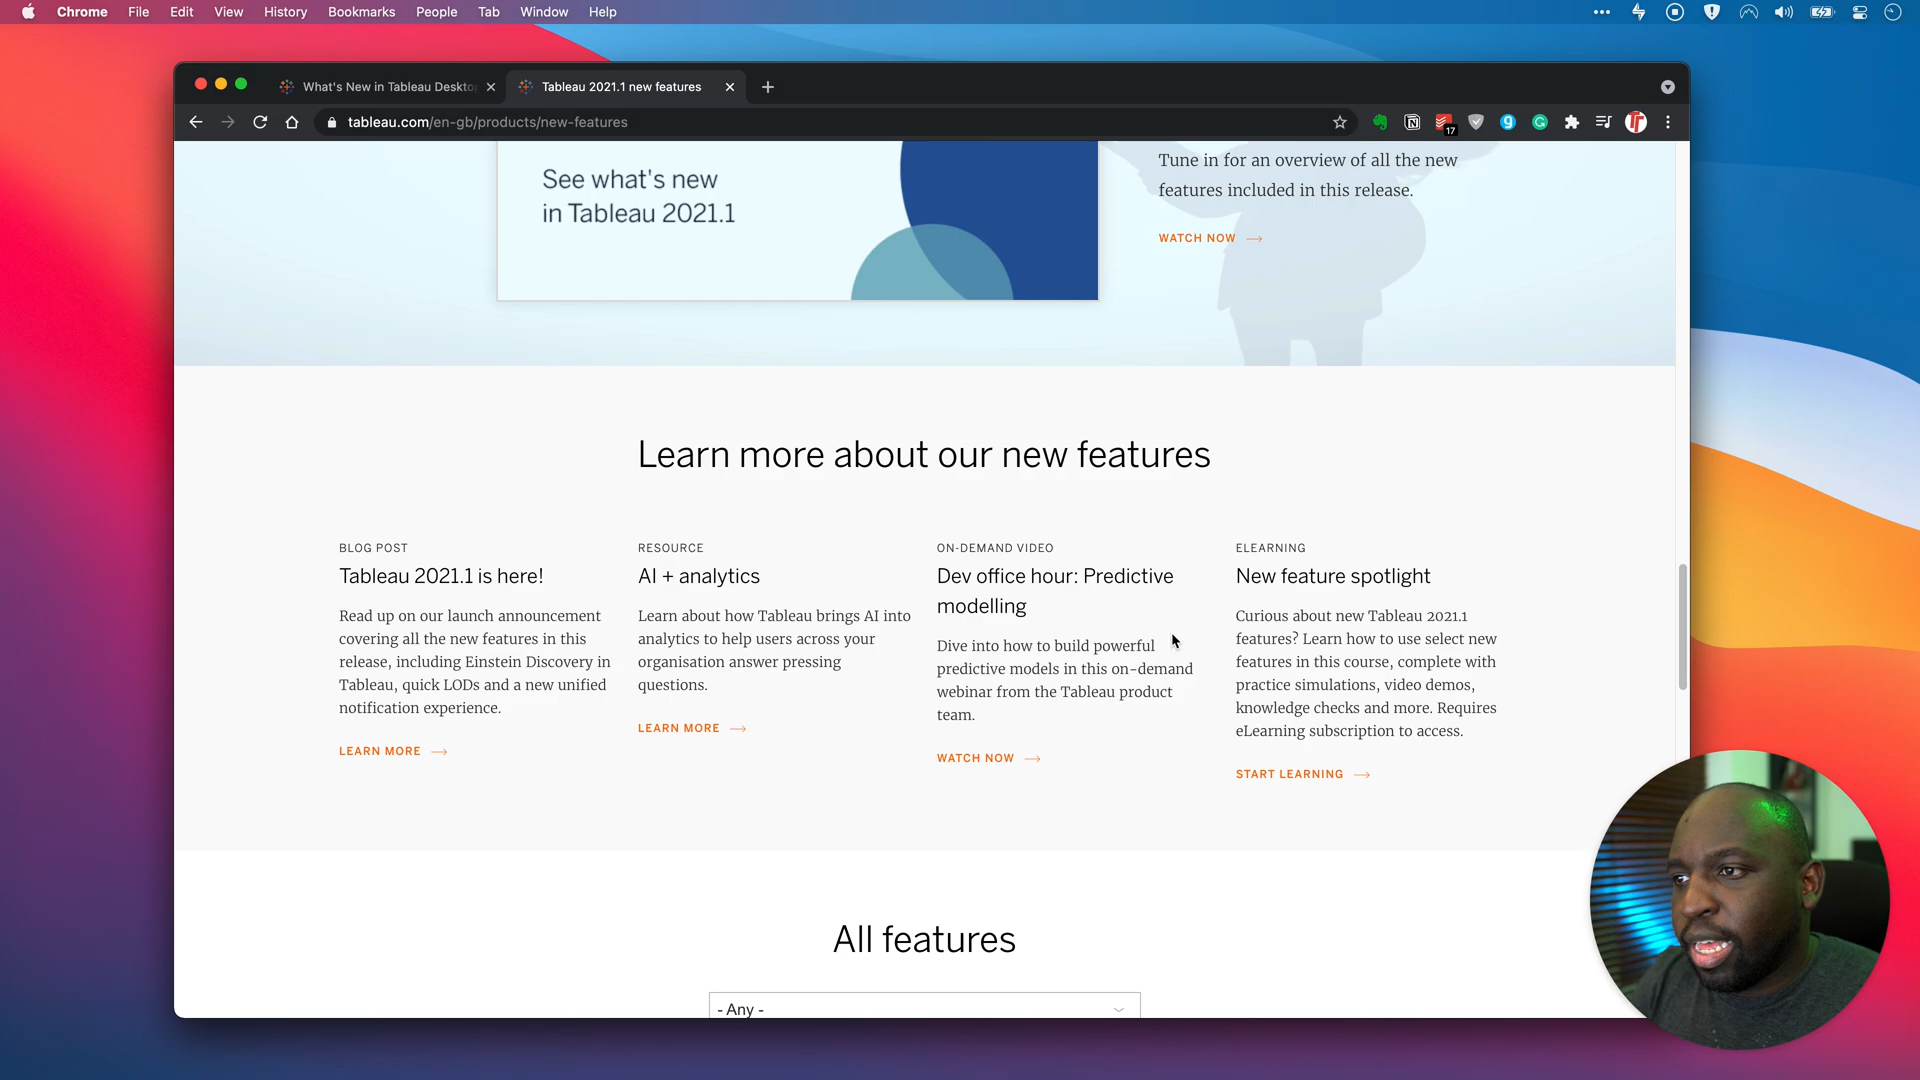 Chrome File Edit View History Bookmarks People Tab Window Help
What's New in Tableau Deskto
Tableau 2021.1 new features
tableau.com/en-gb/products/new-features
17
See what's new
in Tableau 2021.1
Tune in for an overview of all the new
features included in this release.
WATCH NOW
Learn more about our new features
BLOG POST
Tableau 2021.1 is here!
Read up on our launch announcement
covering all the new features in this
release, including Einstein Discovery in
Tableau, quick LODs and a new unified
notification experience.
LEARN MORE
RESOURCE
AI + analytics
Learn about how Tableau brings AI into
analytics to help users across your
organisation answer pressing
questions.
LEARN MORE
ON-DEMAND VIDEO
Dev office hour: Predictive
modelling
Dive into how to build powerful
predictive models in this on-demand
webinar from the Tableau product
team.
WATCH NOW
ELEARNING
New feature spotlight
Curious about new Tableau 2021.1
features? Learn how to use select new
features in this course, complete with
practice simulations, video demos,
knowledge checks and more. Requires
eLearning subscription to access.
START LEARNING
All features
- Any -